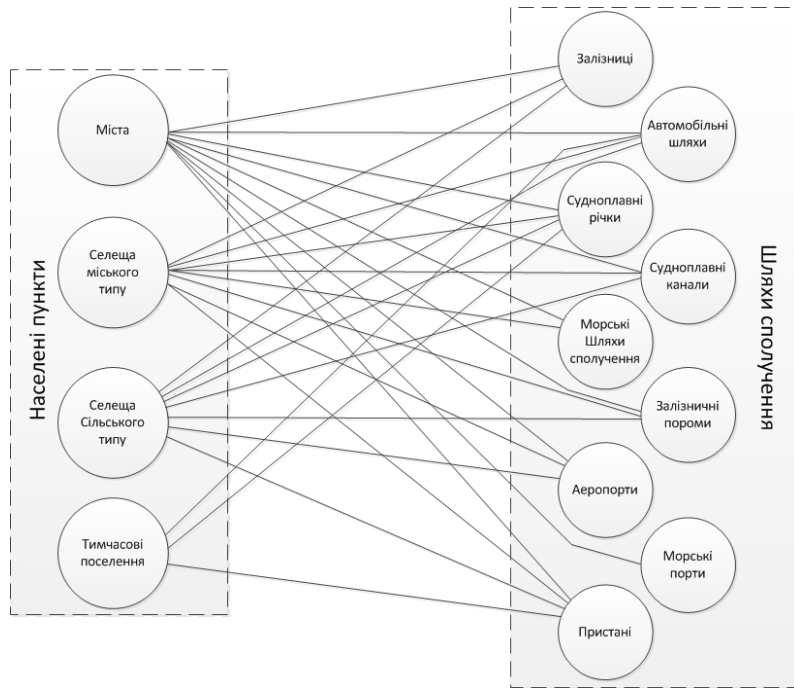 Населені пункти
Міста
Селеща
міського
типу
Селеща
Сільського
типу
Тимчасові
поселення
Залізниці
Автомобільні
шляхи
Судноплавні
річки
Судноплавні
канали
Морські
Шляхи
сполучення
Залізничні
пороми
Аеропорти
Морські
порти
Пристані
Шляхи сполучення